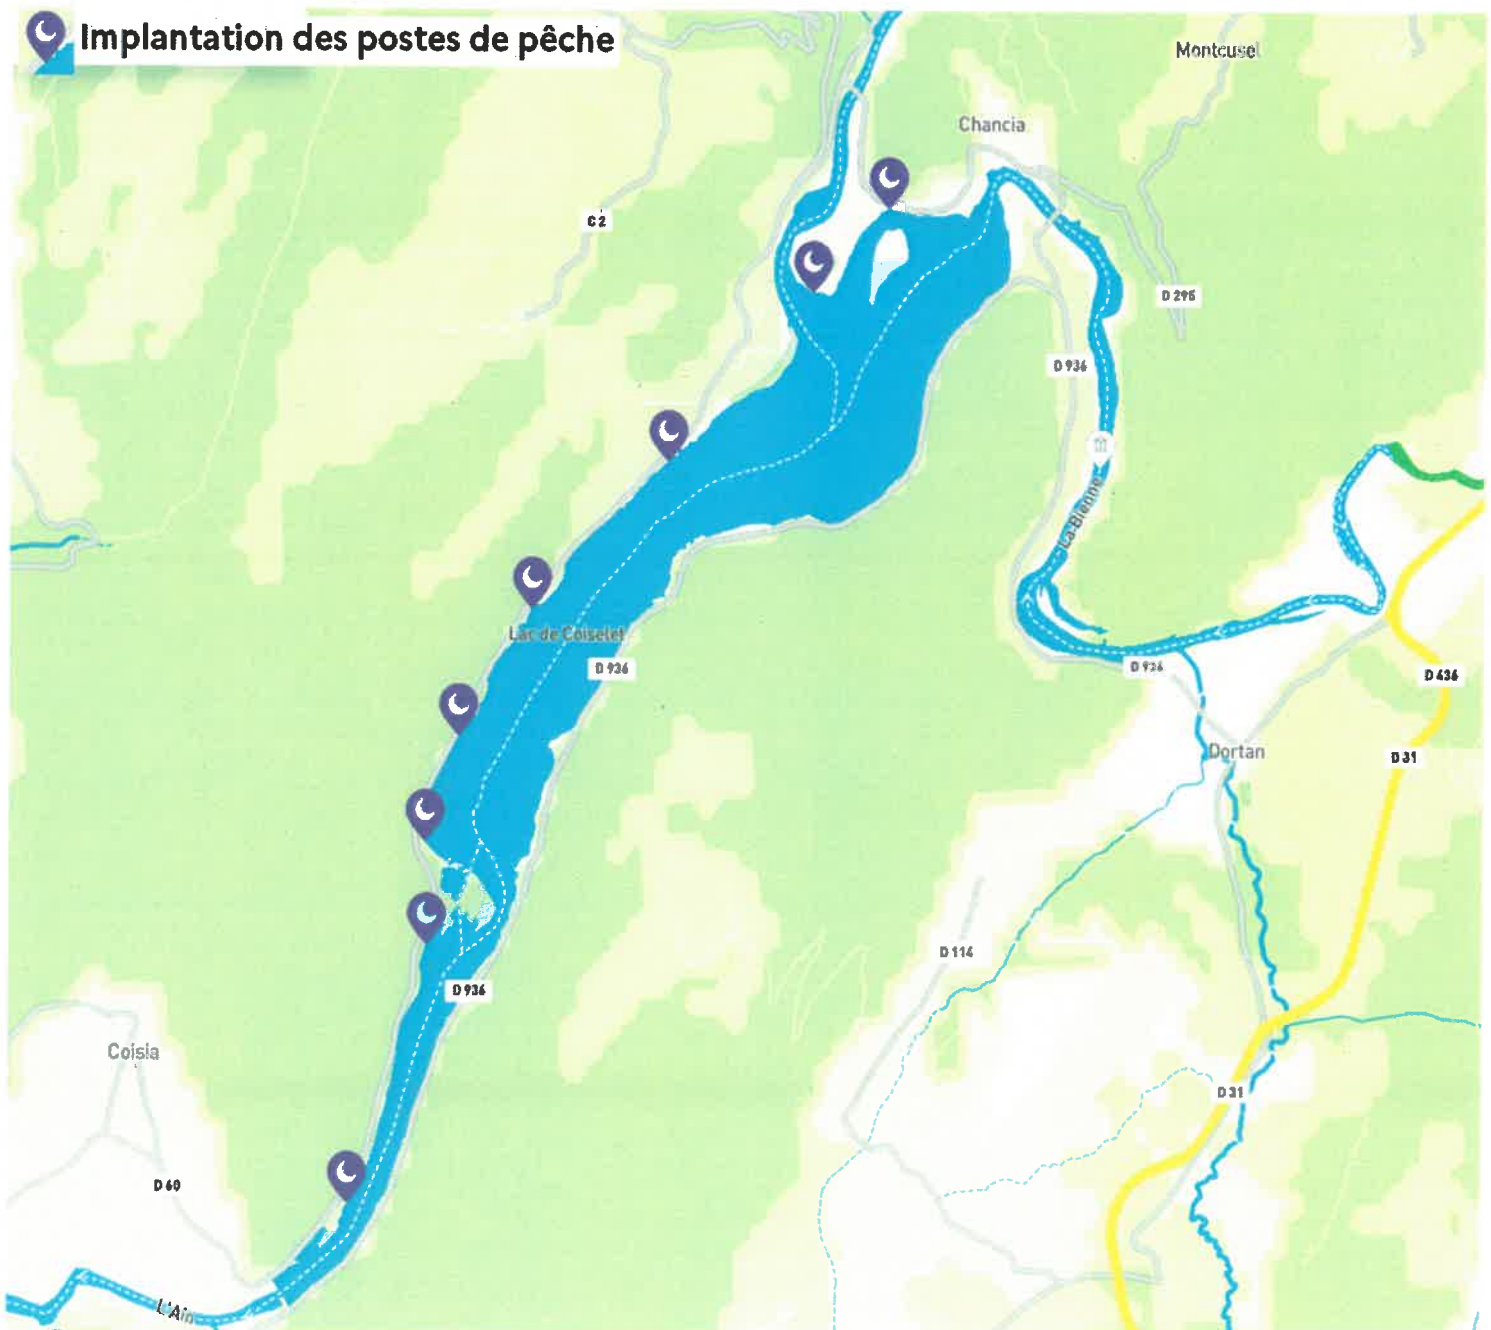 Implantation des postes de pêche
Montcusel
Chancia
C 2
D 295
D 936
La Bienne
Lac de Coiselet
D 936
D 936
D 436
Dortan
D 31
D 114
D 936
Coisia
D 31
D 60
L'Ain